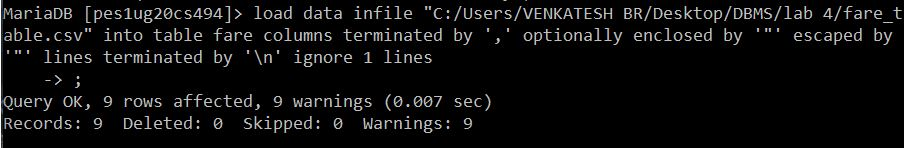 MariaDB [pes1ug20cs494]> load data infile "C:/Users/VENKATESH BR/Desktop/DBMS/lab 4/fare_t
able.csv" into table fare columns terminated by ',' optionally enclosed by '"' escaped by
'"' lines terminated by '\n' ignore 1 lines
    -> ;
Query OK, 9 rows affected, 9 warnings (0.007 sec)
Records: 9  Deleted: 0  Skipped: 0  Warnings: 9